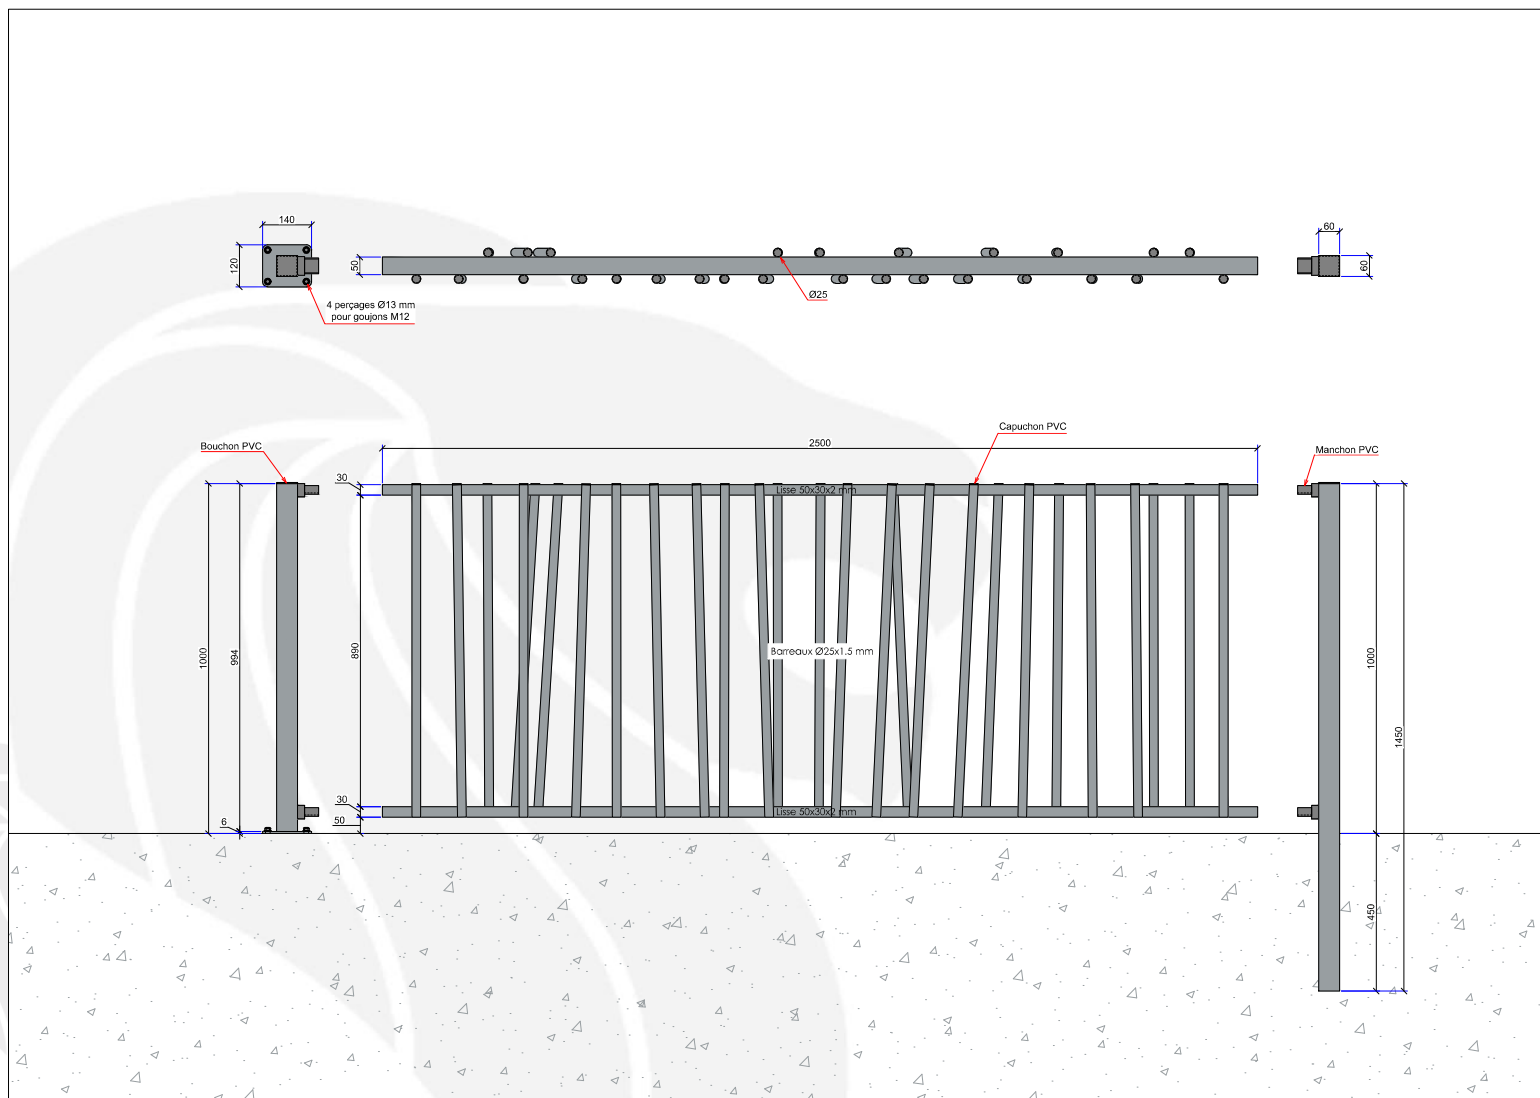 140
120
4 perçages Ø13 mm
pour goujons M12
50
Ø25
60
60
Bouchon PVC
2500
Capuchon PVC
Manchon PVC
30
Lisse 50x30x2 mm
1000
994
890
Barreaux Ø25x1.5 mm
1000
1450
30
Lisse 50x30x2 mm
6
50
450